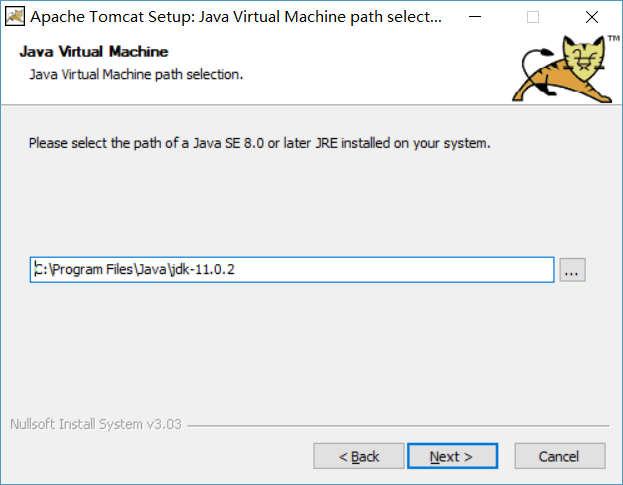 Apache Tomcat Setup: Java Virtual Machine path select...
Java Virtual Machine
Java Virtual Machine path selection.
TM
Please select the path of a Java SE 8.0 or later JRE installed on your system.
C:\Program Files\Java\jdk-11.0.2
...
Nullsoft Install System v3.03
< Back
Next >
Cancel